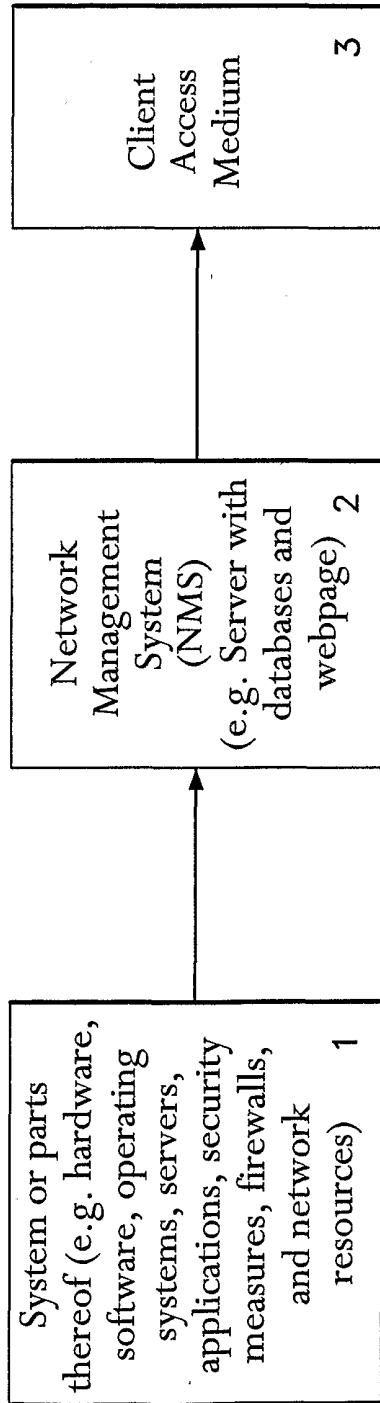 System or parts
thereof (e.g. hardware,
software, operating
systems, servers,
applications, security
measures, firewalls,
and network
resources)
1
Network
Management
System
(NMS)
(e.g. Server with
databases and
webpage)
2
Client
Access
Medium
3